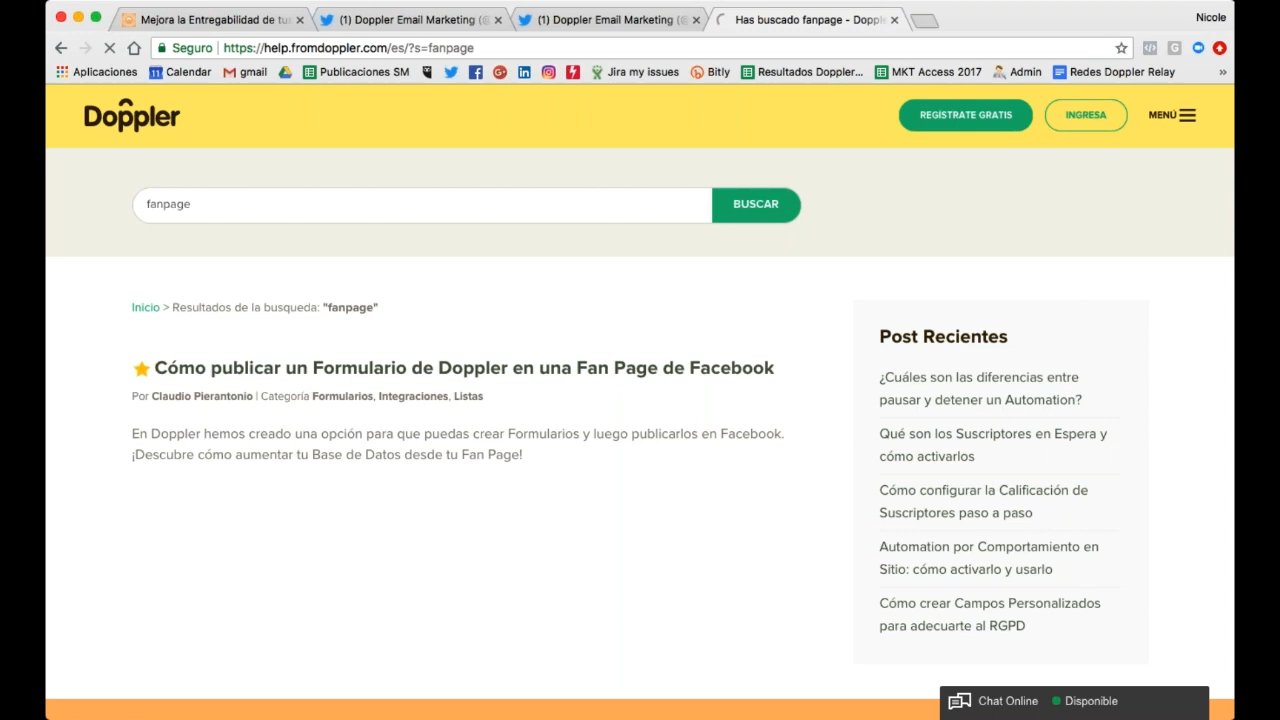 Mejora la Entregabilidad de tus
(1) Doppler Email Marketing (@
(1) Doppler Email Marketing (@
Has buscado fanpage - Dopple
Nicole
Seguro
https://help.fromdoppler.com/es/?s=fanpage
Aplicaciones
Calendar
gmail
Publicaciones SM
Jira my issues
Bitly
Resultados Doppler...
MKT Access 2017
Admin
Redes Doppler Relay
»
Doppler
REGÍSTRATE GRATIS
INGRESA
MENÚ
fanpage
BUSCAR
Inicio > Resultados de la busqueda: "fanpage"
Cómo publicar un Formulario de Doppler en una Fan Page de Facebook
Por Claudio Pierantonio | Categoría Formularios, Integraciones, Listas
En Doppler hemos creado una opción para que puedas crear Formularios y luego publicarlos en Facebook.
¡Descubre cómo aumentar tu Base de Datos desde tu Fan Page!
Post Recientes
¿Cuáles son las diferencias entre
pausar y detener un Automation?
Qué son los Suscriptores en Espera y
cómo activarlos
Cómo configurar la Calificación de
Suscriptores paso a paso
Automation por Comportamiento en
Sitio: cómo activarlo y usarlo
Cómo crear Campos Personalizados
para adecuarte al RGPD
Chat Online
Disponible